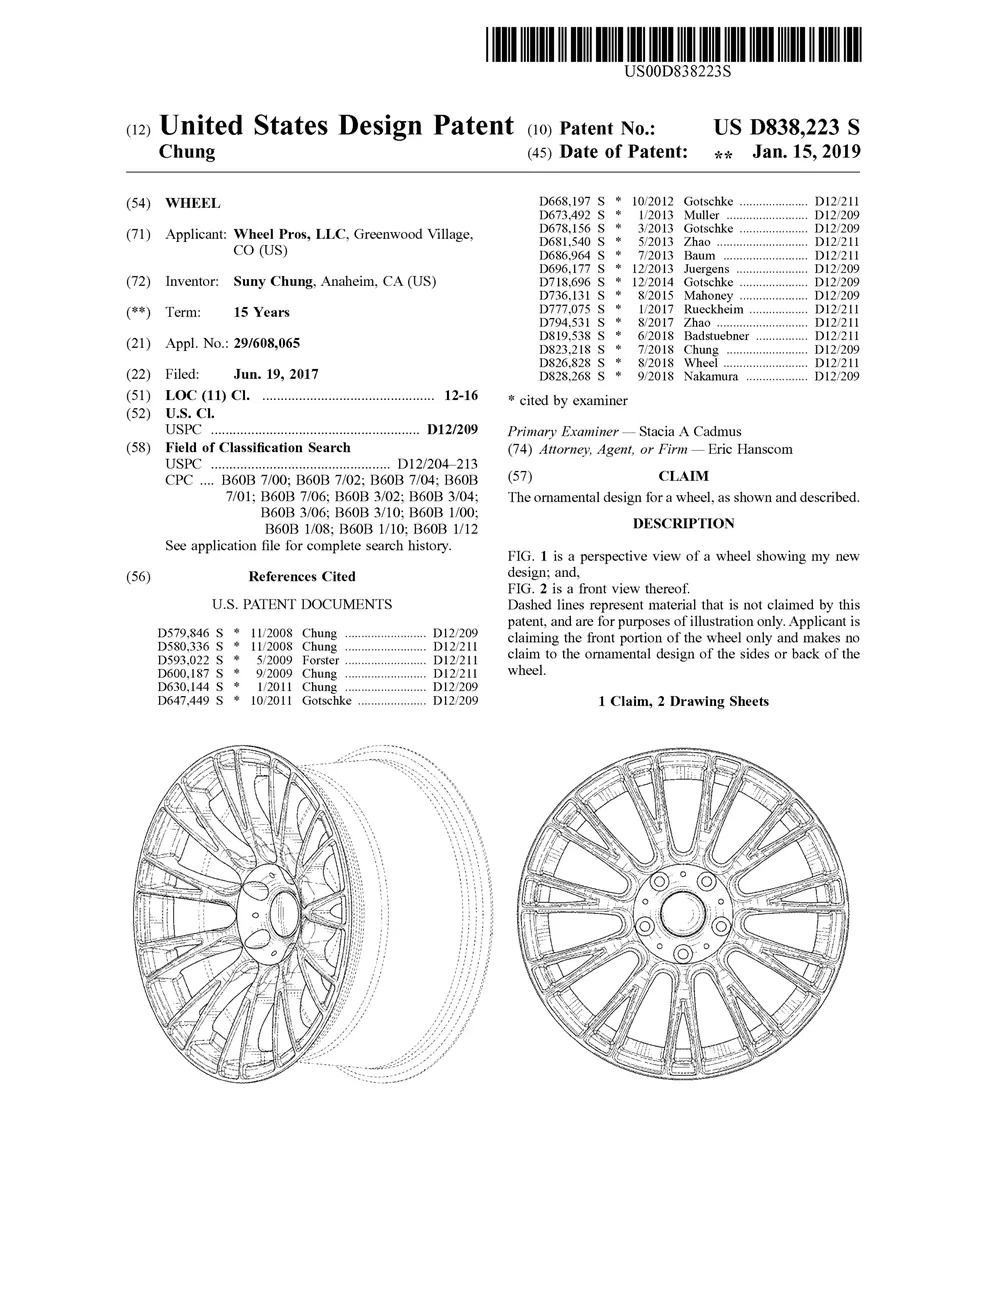 US00D838223S
(12) United States Design Patent
Chung
(10) Patent No.: US D838,223 S
(45) Date of Patent: ** Jan. 15, 2019
(54) WHEEL
(71) Applicant: Wheel Pros, LLC, Greenwood Village,
CO (US)
(72) Inventor: Suny Chung, Anaheim, CA (US)
(**) Term: 15 Years
(21) Appl. No.: 29/608,065
(22) Filed: Jun. 19, 2017
(51) LOC (11) Cl. ................................................ 12-16
(52) U.S. Cl.
USPC ......................................................... D12/209
(58) Field of Classification Search
USPC ................................................. D12/204–213
CPC .... B60B 7/00; B60B 7/02; B60B 7/04; B60B
7/01; B60B 7/06; B60B 3/02; B60B 3/04;
B60B 3/06; B60B 3/10; B60B 1/00;
B60B 1/08; B60B 1/10; B60B 1/12
See application file for complete search history.
(56) References Cited
U.S. PATENT DOCUMENTS
D579,846 S * 11/2008 Chung ......................... D12/209
D580,336 S * 11/2008 Chung ......................... D12/211
D593,022 S * 5/2009 Forster ......................... D12/211
D600,187 S * 9/2009 Chung ......................... D12/211
D630,144 S * 1/2011 Chung ......................... D12/209
D647,449 S * 10/2011 Gotschke ..................... D12/209
D668,197 S * 10/2012 Gotschke ..................... D12/211
D673,492 S * 1/2013 Muller ......................... D12/209
D678,156 S * 3/2013 Gotschke ..................... D12/209
D681,540 S * 5/2013 Zhao ............................ D12/211
D686,964 S * 7/2013 Baum .......................... D12/211
D696,177 S * 12/2013 Juergens ...................... D12/209
D718,696 S * 12/2014 Gotschke ..................... D12/209
D736,131 S * 8/2015 Mahoney ..................... D12/209
D777,075 S * 1/2017 Rueckheim .................. D12/211
D794,531 S * 8/2017 Zhao ............................ D12/211
D819,538 S * 6/2018 Badstuebner ................ D12/211
D823,218 S * 7/2018 Chung ......................... D12/209
D826,828 S * 8/2018 Wheel .......................... D12/211
D828,268 S * 9/2018 Nakamura ................... D12/209
* cited by examiner
Primary Examiner — Stacia A Cadmus
(74) Attorney, Agent, or Firm — Eric Hanscom
(57) CLAIM
The ornamental design for a wheel, as shown and described.
DESCRIPTION
FIG. 1 is a perspective view of a wheel showing my new
design; and,
FIG. 2 is a front view thereof.
Dashed lines represent material that is not claimed by this
patent, and are for purposes of illustration only. Applicant is
claiming the front portion of the wheel only and makes no
claim to the ornamental design of the sides or back of the
wheel.
1 Claim, 2 Drawing Sheets